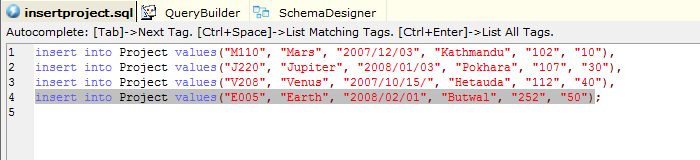 insertproject.sql QueryBuilder SchemaDesigner
Autocomplete: [Tab]->Next Tag. [Ctrl+Space]->List Matching Tags. [Ctrl+Enter]->List All Tags.
1 insert into Project values("M110", "Mars", "2007/12/03", "Kathmandu", "102", "10"),
2 insert into Project values("J220", "Jupiter", "2008/01/03", "Pokhara", "107", "30"),
3 insert into Project values("V208", "Venus", "2007/10/15/", "Hetauda", "112", "40"),
4 insert into Project values("E005", "Earth", "2008/02/01", "Butwal", "252", "50");
5